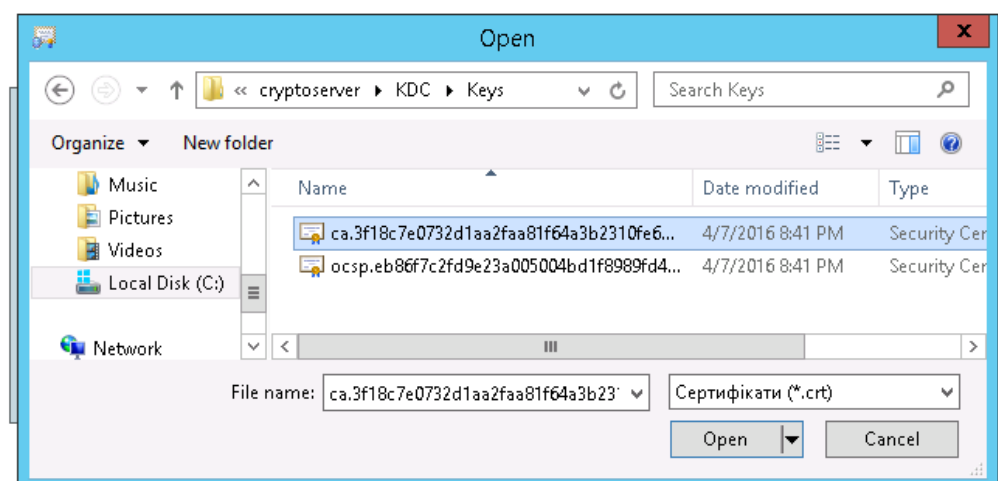 Open
« cryptoserver ▸ KDC ▸ Keys
Search Keys
Organize
New folder
Music
Pictures
Videos
Local Disk (C:)
Network
Name Date modified Type
ca.3f18c7e0732d1aa2faa81f64a3b2310fe6... 4/7/2016 8:41 PM Security Cer
ocsp.eb86f7c2fd9e23a005004bd1f8989fd4... 4/7/2016 8:41 PM Security Cer
File name: ca.3f18c7e0732d1aa2faa81f64a3b23 Сертифікати (*.crt)
Open Cancel